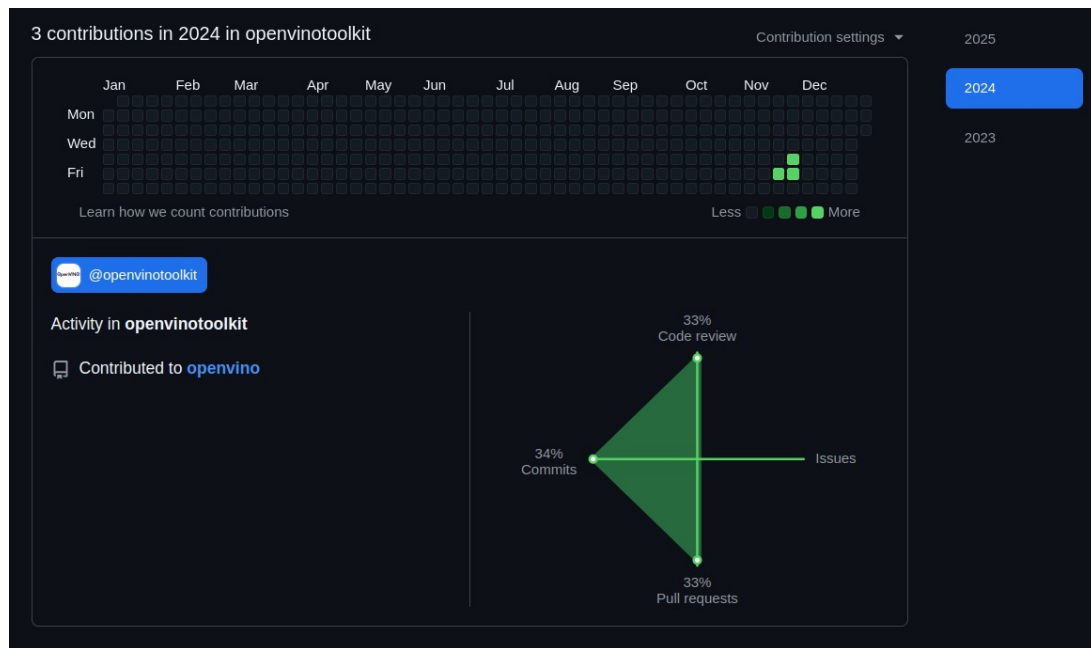 3 contributions in 2024 in openvinotoolkit
Contribution settings
2025
2024
2023
Jan Feb Mar Apr May Jun Jul Aug Sep Oct Nov Dec
Mon
Wed
Fri
Learn how we count contributions
Less More
OpenVINO
@openvinotoolkit
Activity in openvinotoolkit
Contributed to openvino
33%
Code review
34%
Commits
Issues
33%
Pull requests